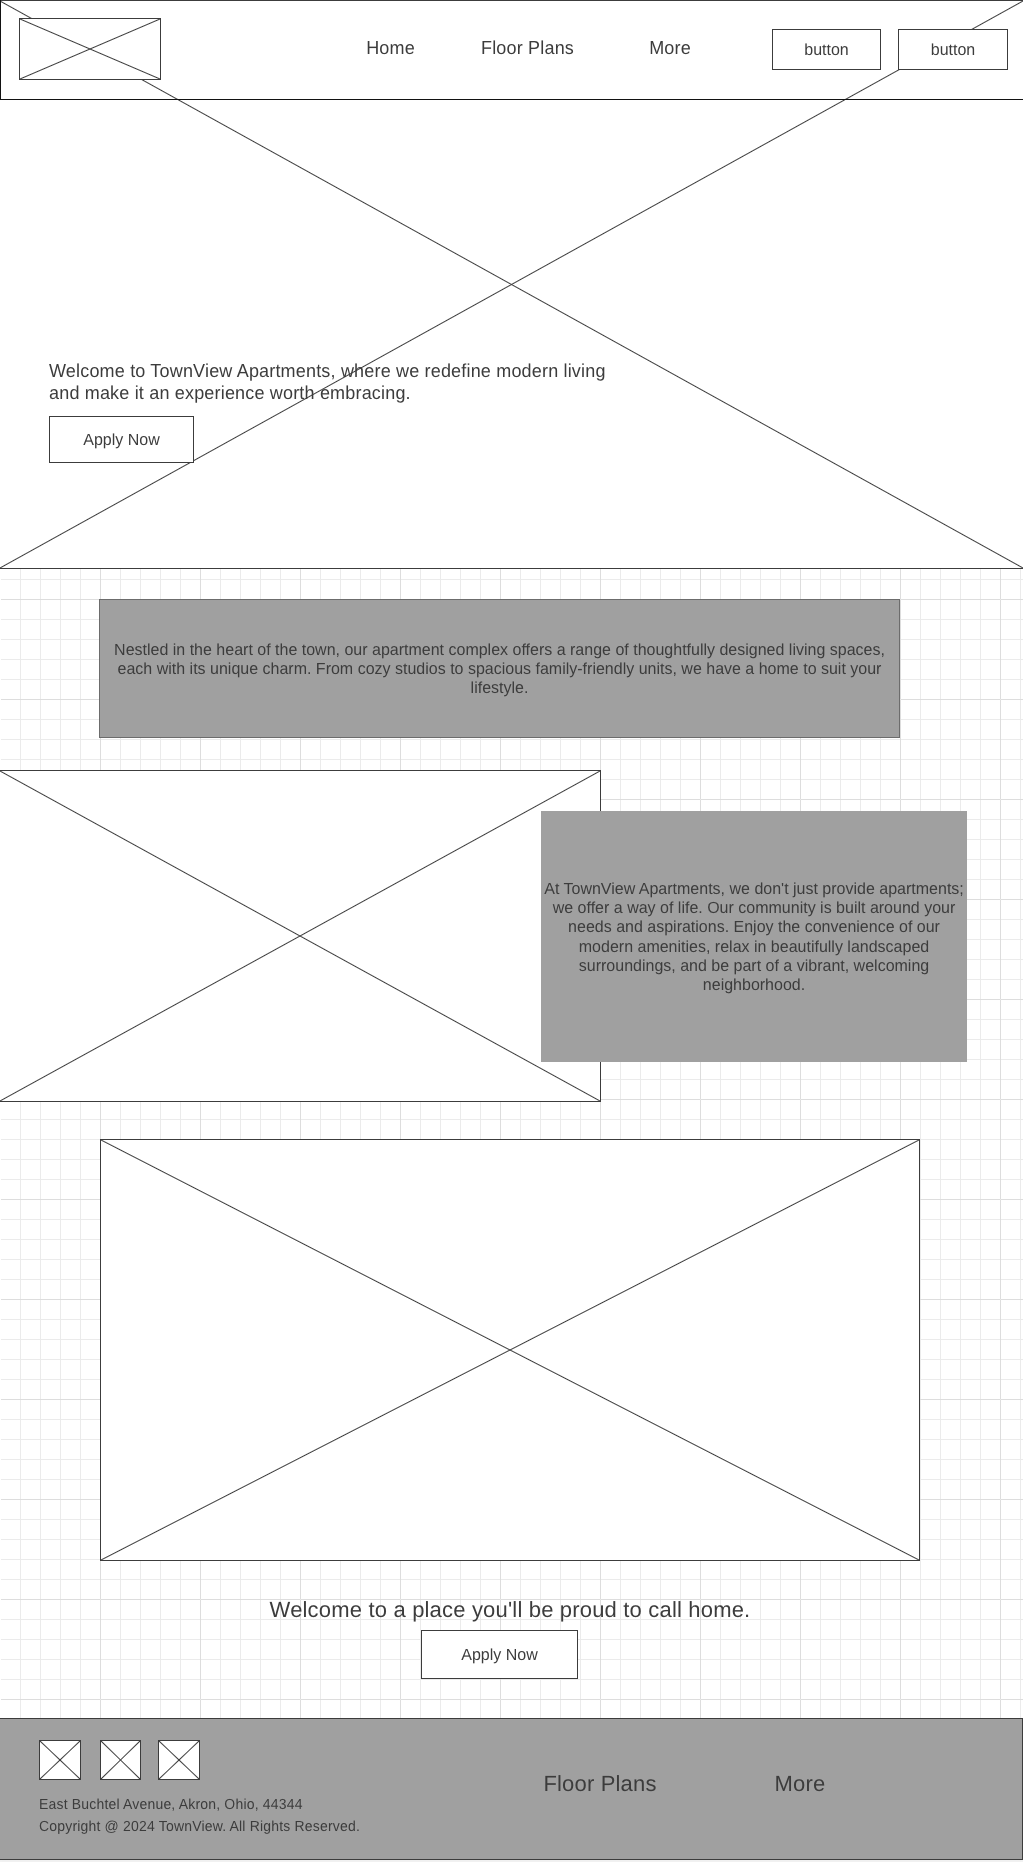 Home
Floor Plans
More
button
button
Welcome to TownView Apartments, where we redefine modern living
and make it an experience worth embracing.
Apply Now
Nestled in the heart of the town, our apartment complex offers a range of thoughtfully designed living spaces,
each with its unique charm. From cozy studios to spacious family-friendly units, we have a home to suit your
lifestyle.
At TownView Apartments, we don't just provide apartments;
we offer a way of life. Our community is built around your
needs and aspirations. Enjoy the convenience of our
modern amenities, relax in beautifully landscaped
surroundings, and be part of a vibrant, welcoming
neighborhood.
Welcome to a place you'll be proud to call home.
Apply Now
Floor Plans
More
East Buchtel Avenue, Akron, Ohio, 44344
Copyright @ 2024 TownView. All Rights Reserved.